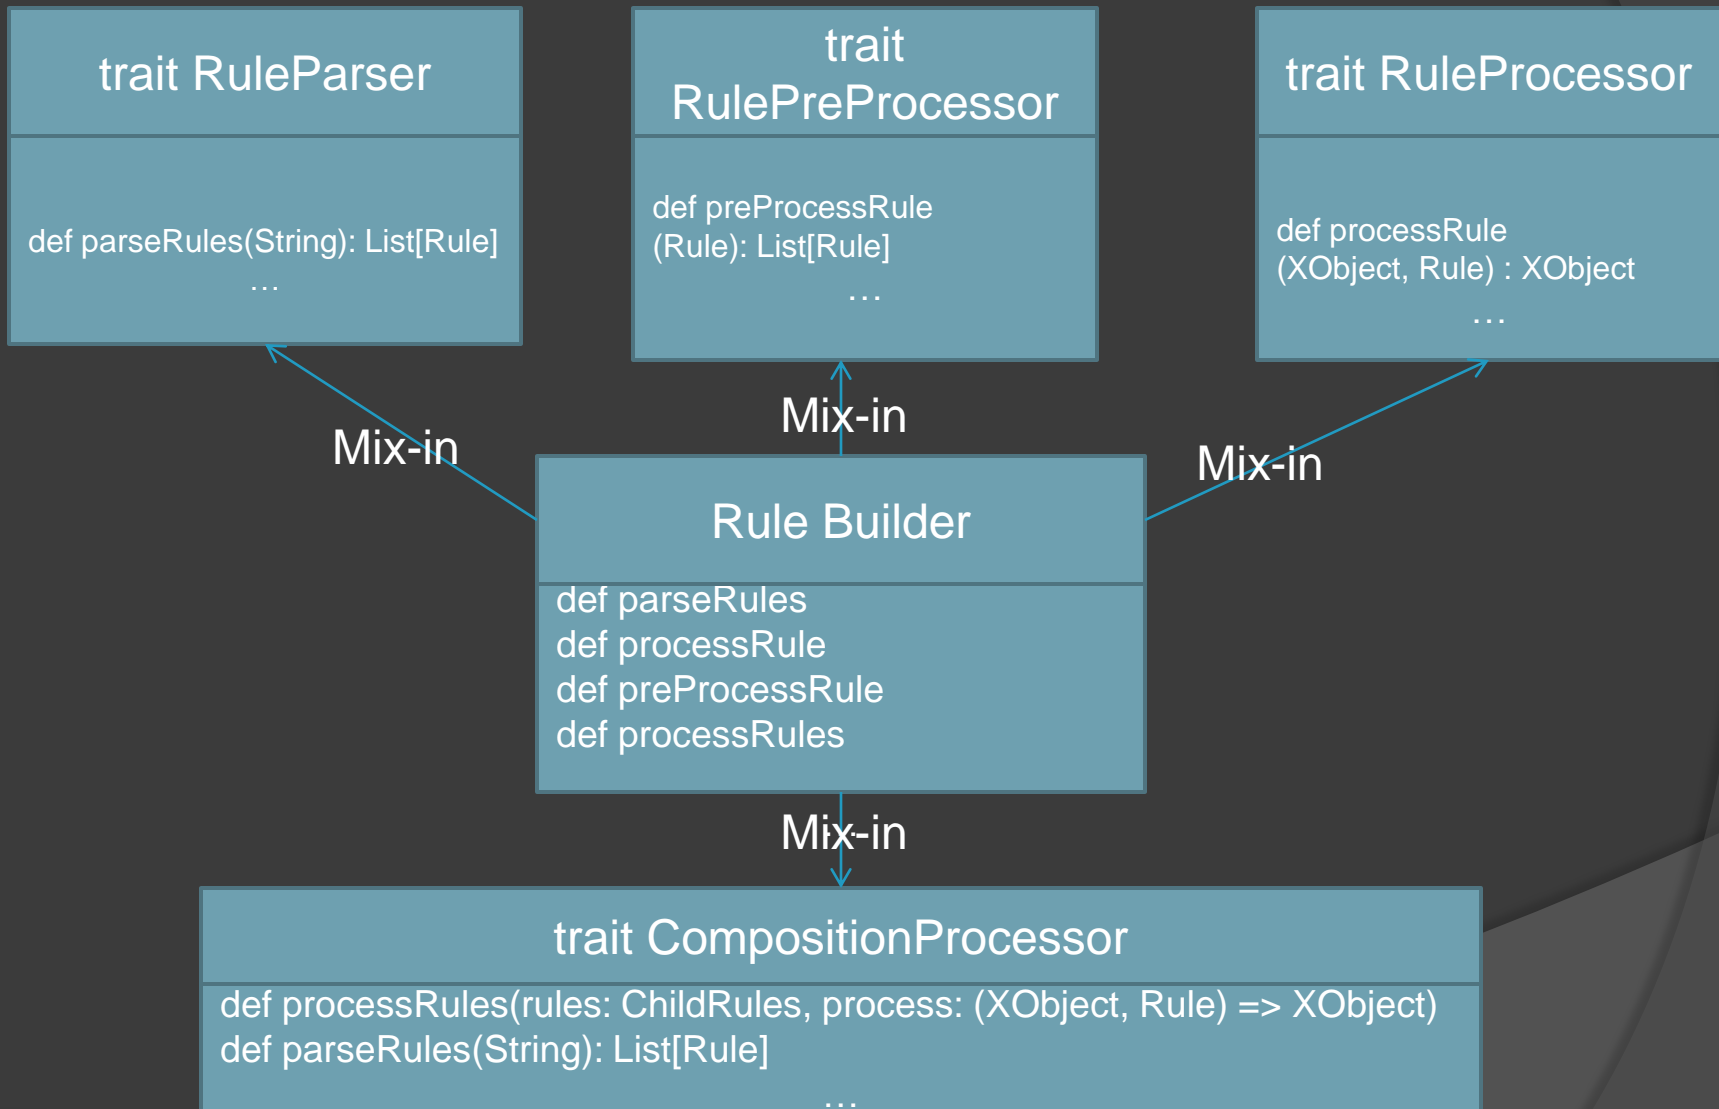 trait RuleParser
def parseRules(String): List[Rule]
…
trait
RulePreProcessor
def preProcessRule
(Rule): List[Rule]
…
trait RuleProcessor
def processRule
(XObject, Rule) : XObject
…
Mix-in
Mix-in
Mix-in
Rule Builder
def parseRules
def processRule
def preProcessRule
def processRules
Mix-in
trait CompositionProcessor
def processRules(rules: ChildRules, process: (XObject, Rule) => XObject)
def parseRules(String): List[Rule]
…